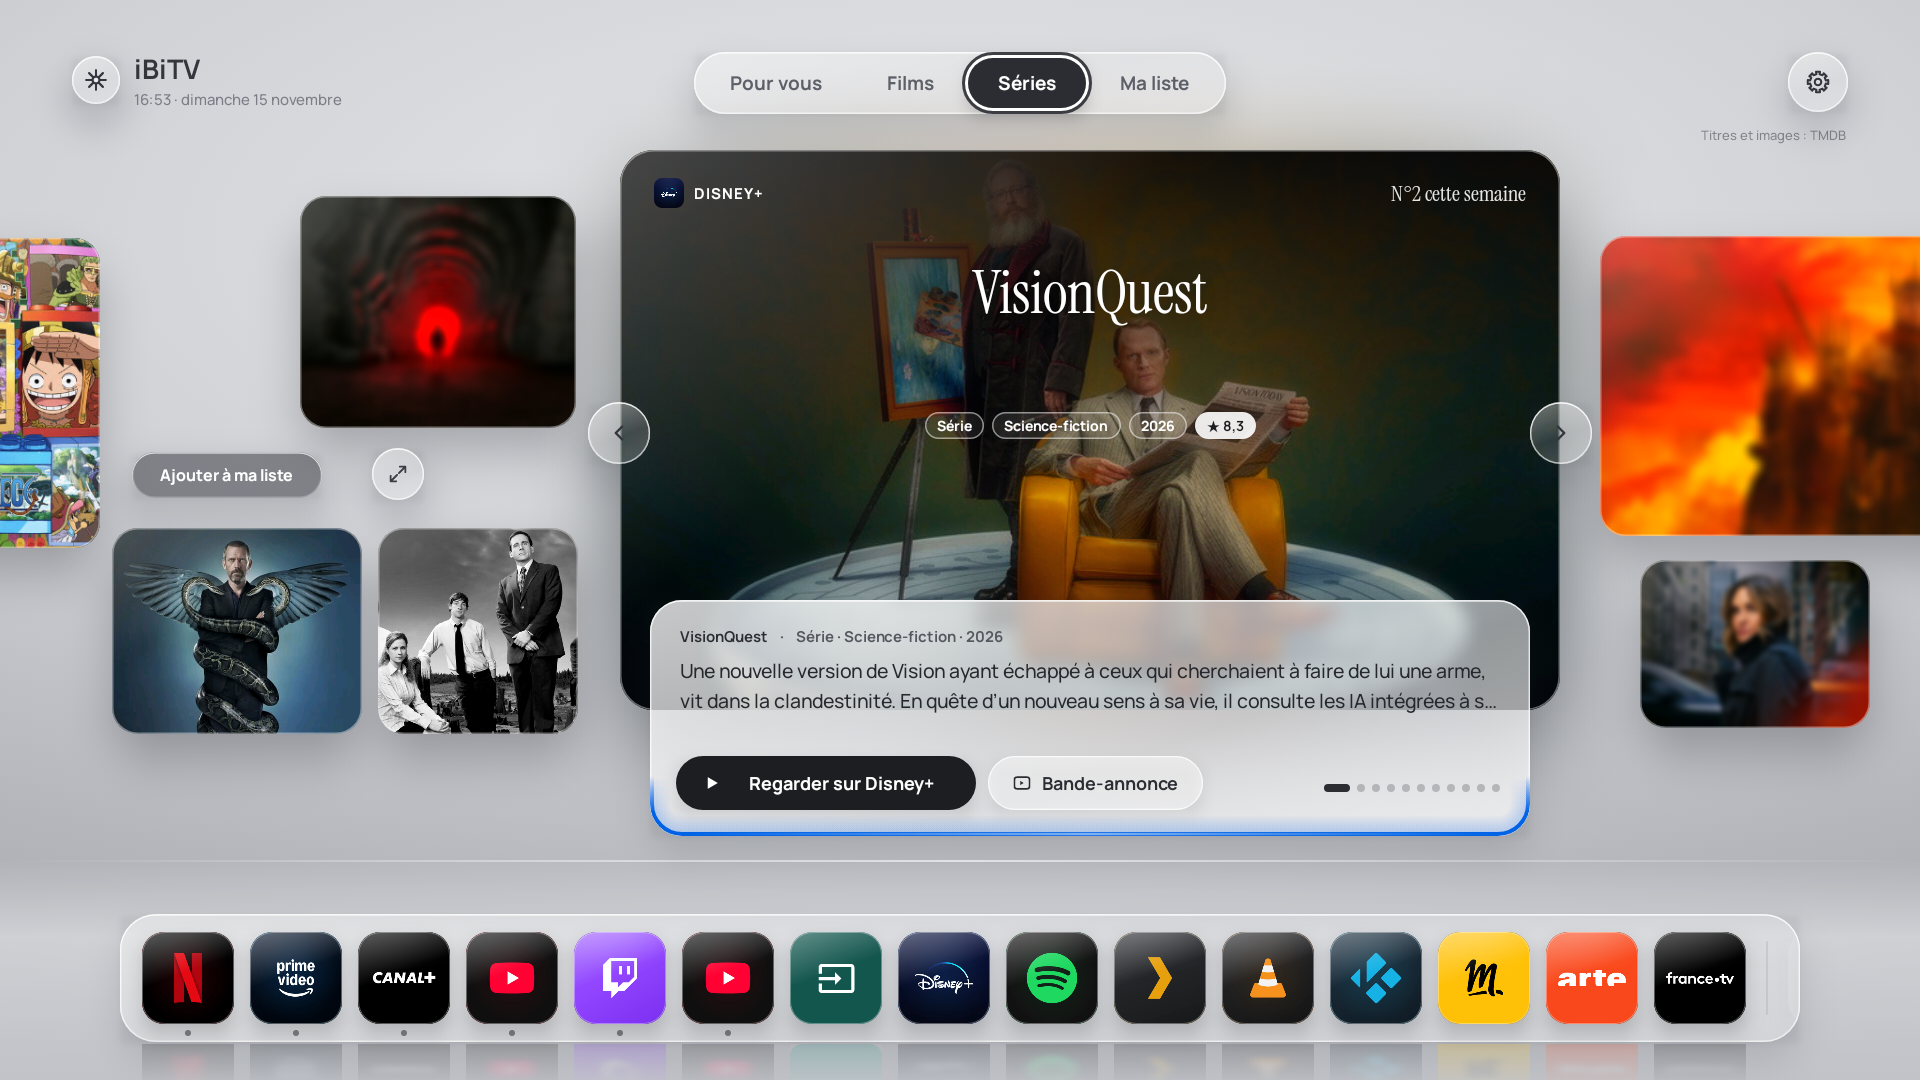 iBiTV
16:53 · dimanche 15 novembre
Pour vous
Films
Séries
Ma liste
Titres et images : TMDB
DISNEY+
N°2 cette semaine
VisionQuest
Série
Science-fiction
2026
★ 8,3
VISION TODAY
Ajouter à ma liste
VisionQuest · Série · Science-fiction · 2026
Une nouvelle version de Vision ayant échappé à ceux qui cherchaient à faire de lui une arme,
vit dans la clandestinité. En quête d'un nouveau sens à sa vie, il consulte les IA intégrées à s…
Regarder sur Disney+
Bande-annonce
N
prime video
CANAL+
Disney+
m.
arte
france•tv